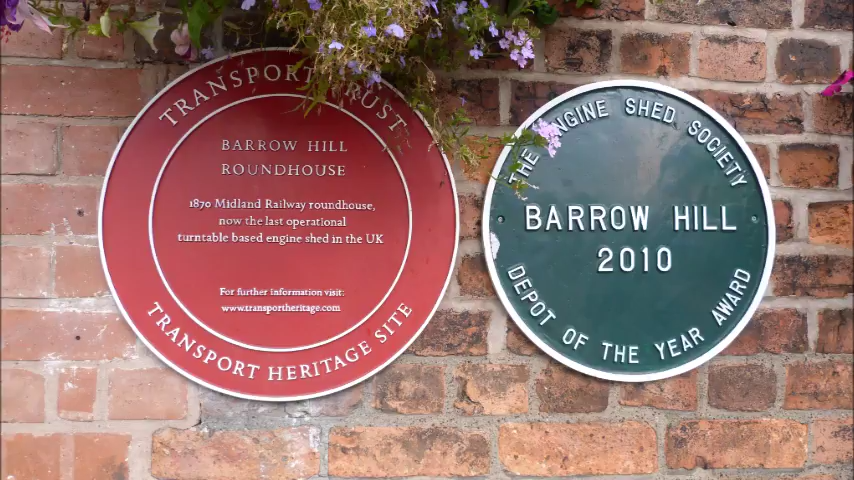 TRANSPORT TRUST
BARROW HILL
ROUNDHOUSE
1870 Midland Railway roundhouse,
now the last operational
turntable based engine shed in the UK
For further information visit:
www.transportheritage.com
TRANSPORT HERITAGE SITE
THE ENGINE SHED SOCIETY
BARROW HILL
2010
DEPOT OF THE YEAR AWARD